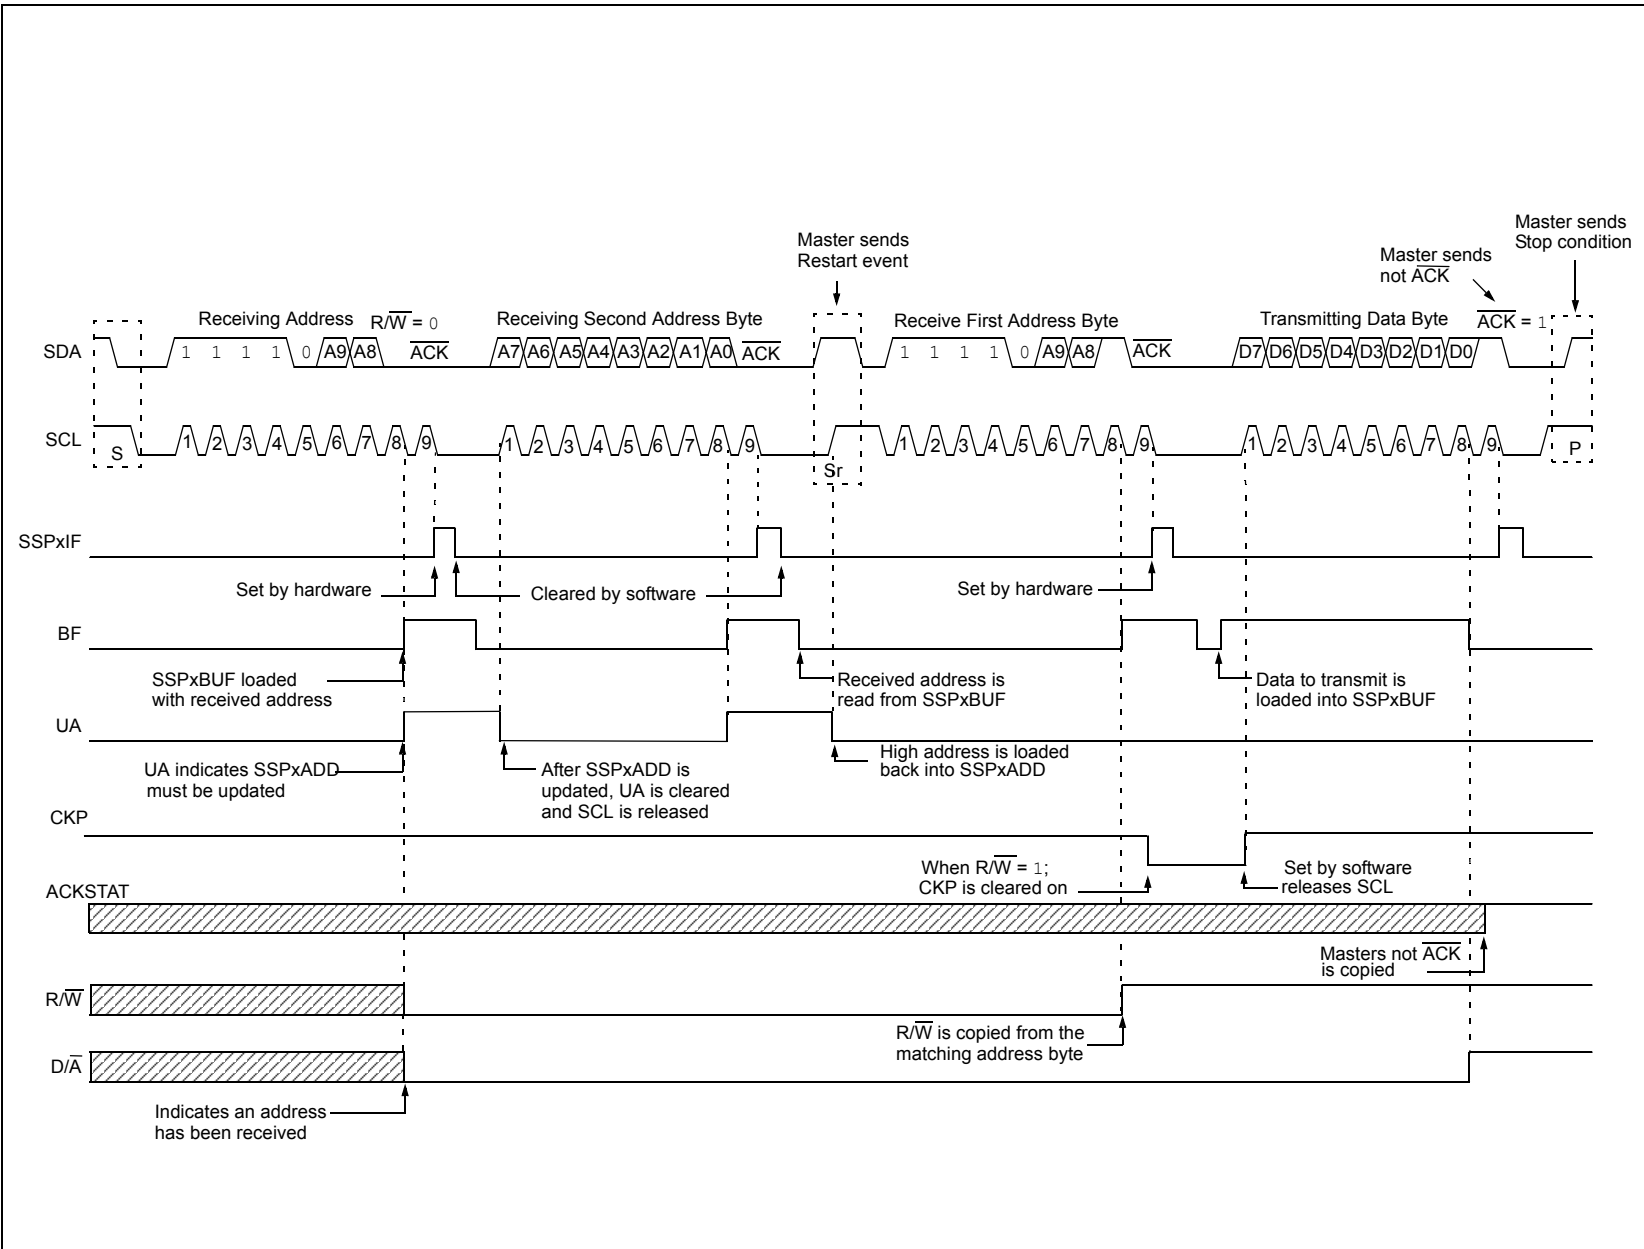 Master sends
Stop condition
Master sends
Restart event
Master sends
not A̅C̅K̅
Receiving Address R/W̅ = 0
Receiving Second Address Byte
Receive First Address Byte
Transmitting Data Byte
A̅C̅K̅ = 1
SDA
1 1 1 1 0 A9 A8 A̅C̅K̅
A7 A6 A5 A4 A3 A2 A1 A0 A̅C̅K̅
1 1 1 1 0 A9 A8 A̅C̅K̅
D7 D6 D5 D4 D3 D2 D1 D0
SCL
S
1 2 3 4 5 6 7 8 9
1 2 3 4 5 6 7 8 9
Sr
1 2 3 4 5 6 7 8 9
1 2 3 4 5 6 7 8 9
P
SSPxIF
Set by hardware
Cleared by software
Set by hardware
BF
SSPxBUF loaded
with received address
Received address is
read from SSPxBUF
Data to transmit is
loaded into SSPxBUF
UA
UA indicates SSPxADD
must be updated
After SSPxADD is
updated, UA is cleared
and SCL is released
High address is loaded
back into SSPxADD
CKP
When R/W̅ = 1;
CKP is cleared on
Set by software
releases SCL
ACKSTAT
Masters not A̅C̅K̅
is copied
R/W̅
R/W̅ is copied from the
matching address byte
D/A̅
Indicates an address
has been received